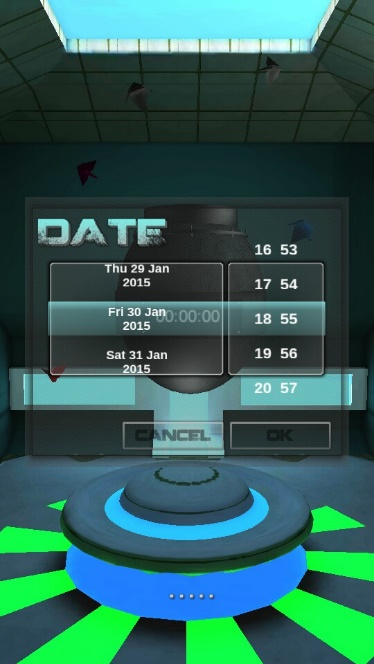 DATE
Thu 29 Jan
2015
Fri 30 Jan
2015
Sat 31 Jan
2015
00:00:00
16 53
17 54
18 55
19 56
20 57
CANCEL
OK